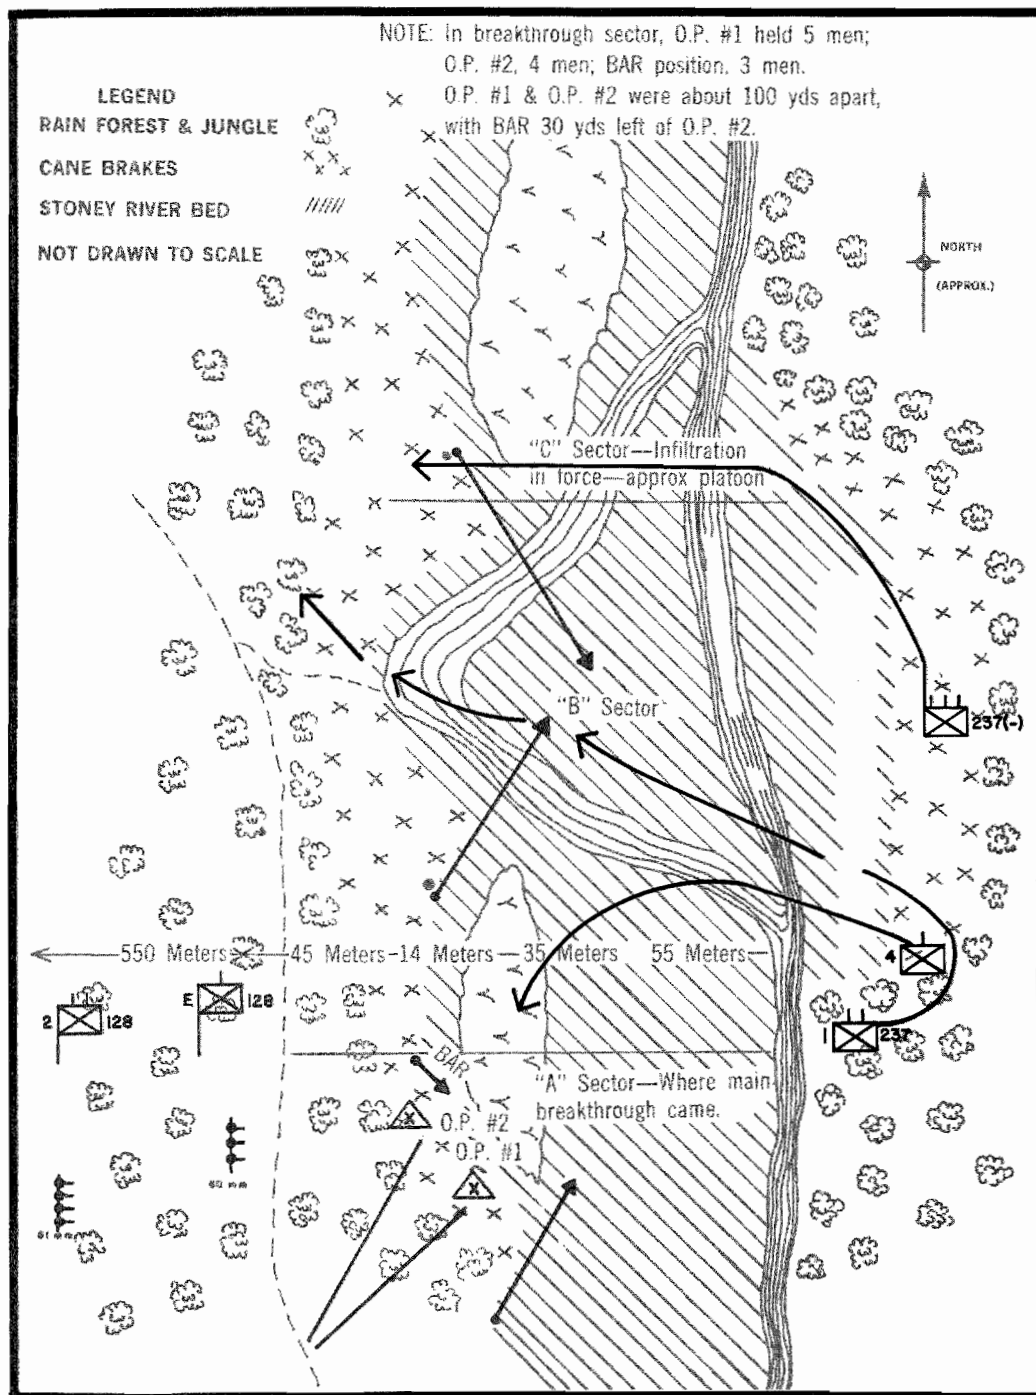 NOTE: In breakthrough sector, O.P. #1 held 5 men;
O.P. #2, 4 men; BAR position. 3 men.
O.P. #1 & O.P. #2 were about 100 yds apart,
with BAR 30 yds left of O.P. #2.
LEGEND
RAIN FOREST & JUNGLE
CANE BRAKES
STONEY RIVER BED
NOT DRAWN TO SCALE
NORTH
(APPROX.)
"C" Sector—Infiltration
in force—approx platoon
"B" Sector
237(-)
550 Meters 45 Meters-14 Meters—35 Meters 55 Meters—
4
E 128
2 128
1 237
BAR
"A" Sector—Where main
breakthrough came.
O.P. #2
O.P. #1
60 mm